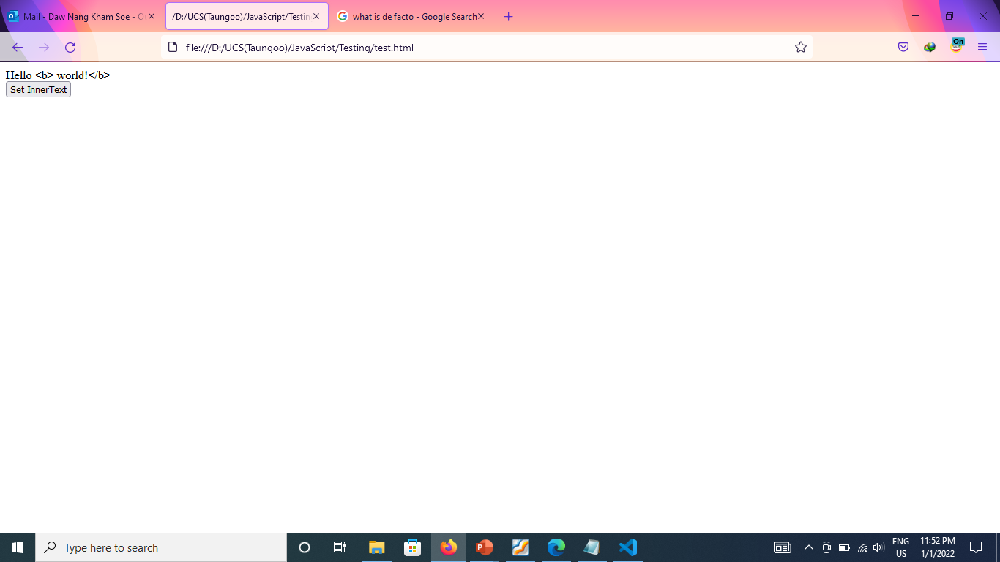 Mail - Daw Nang Kham Soe - O
/D:/UCS(Taungoo)/JavaScript/Testin
what is de facto - Google Search
file:///D:/UCS(Taungoo)/JavaScript/Testing/test.html
On
Hello <b> world!</b>
Set InnerText
Type here to search
ENG
US
11:52 PM
1/1/2022